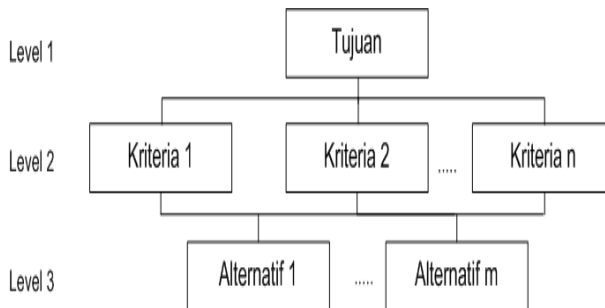 Level 1
Tujuan
Level 2
Kriteria 1
Kriteria 2
.....
Kriteria n
Level 3
Alternatif 1
.....
Alternatif m